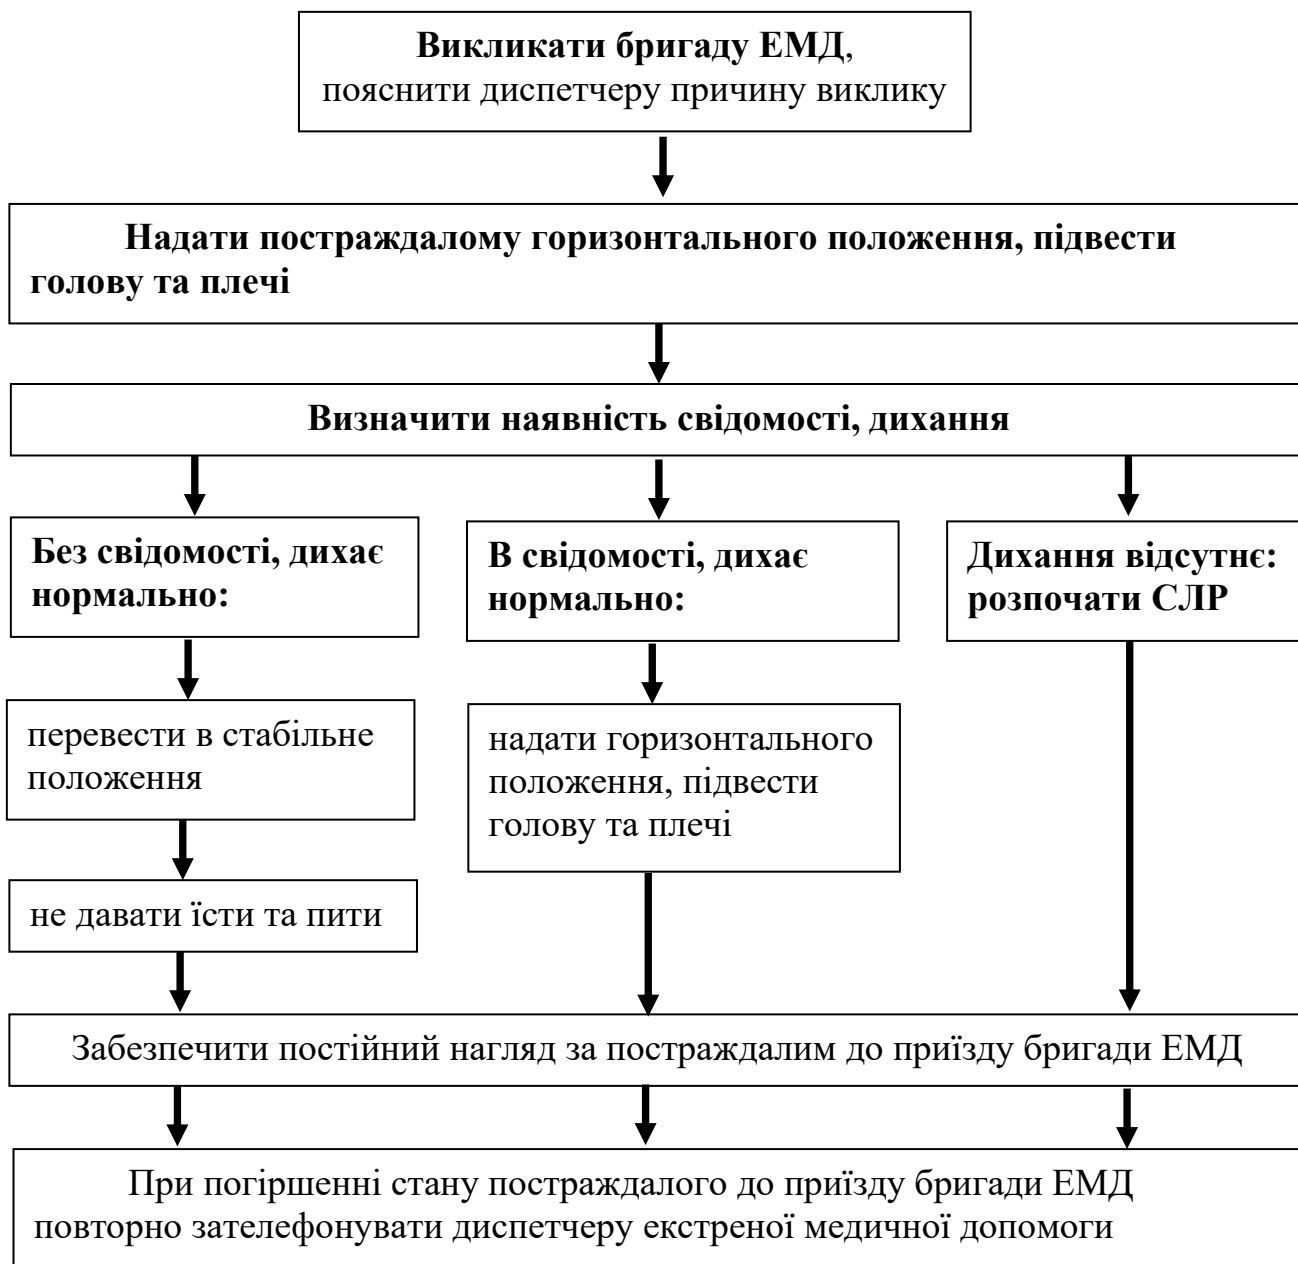 Викликати бригаду ЕМД,
пояснити диспетчеру причину виклику
Надати постраждалому горизонтального положення, підвести
голову та плечі
Визначити наявність свідомості, дихання
Без свідомості, дихає
нормально:
В свідомості, дихає
нормально:
Дихання відсутнє:
розпочати СЛР
перевести в стабільне
положення
надати горизонтального
положення, підвести
голову та плечі
не давати їсти та пити
Забезпечити постійний нагляд за постраждалим до приїзду бригади ЕМД
При погіршенні стану постраждалого до приїзду бригади ЕМД
повторно зателефонувати диспетчеру екстреної медичної допомоги